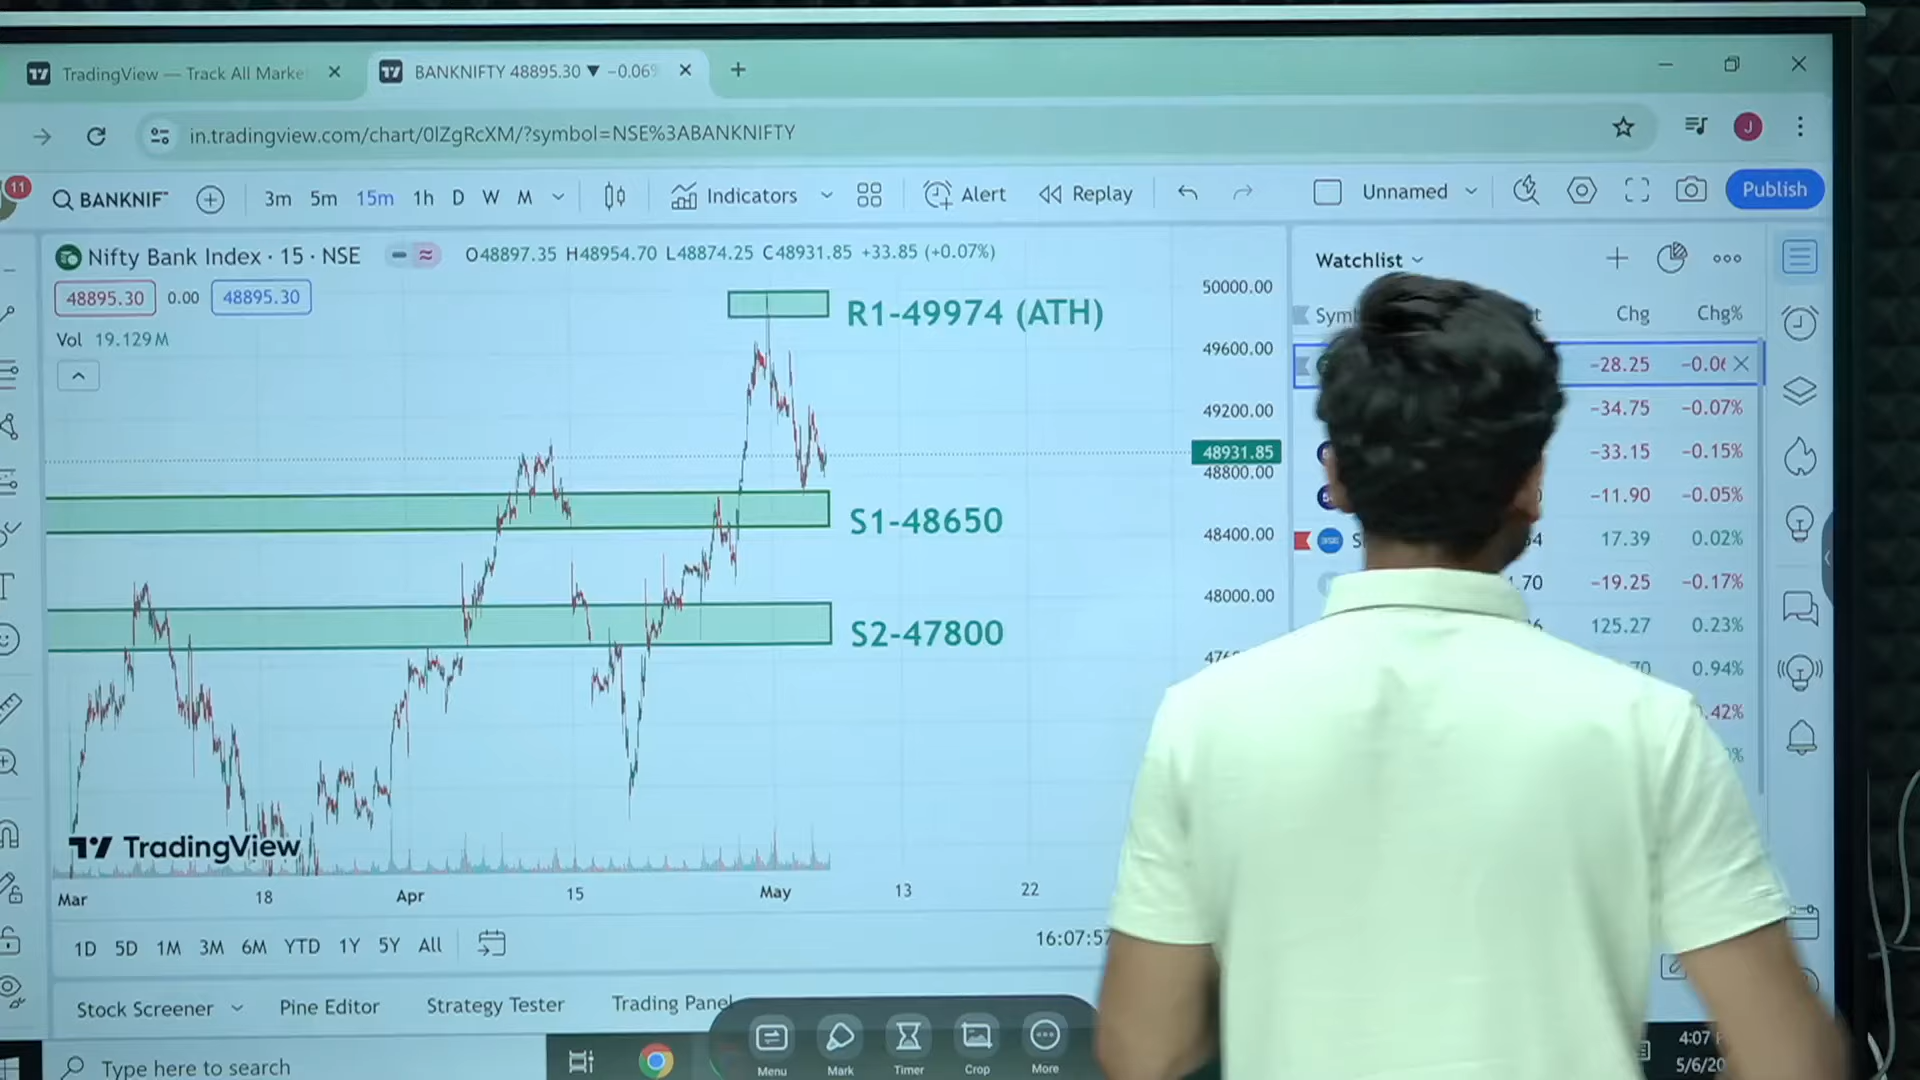 TradingView — Track All Marke
BANKNIFTY 48895.30 ▼ −0.06%
in.tradingview.com/chart/0lZgRcXM/?symbol=NSE%3ABANKNIFTY
11
BANKNIF
3m 5m 15m 1h D W M
Indicators
Alert
Replay
Unnamed
Publish
J
Nifty Bank Index · 15 · NSE
O48897.35 H48954.70 L48874.25 C48931.85 +33.85 (+0.07%)
48895.30 0.00 48895.30
Vol 19.129M
R1-49974 (ATH)
S1-48650
S2-47800
50000.00
49600.00
49200.00
48931.85
48800.00
48400.00
48000.00
Watchlist
Chg Chg%
−28.25
−34.75 −0.07%
−33.15 −0.15%
−11.90 −0.05%
17.39 0.02%
−19.25 −0.17%
125.27 0.23%
0.94%
TradingView
Mar 18 Apr 15 May 13 22
1D 5D 1M 3M 6M YTD 1Y 5Y All
16:07:57
Stock Screener
Pine Editor
Strategy Tester
Trading Panel
Type here to search
Menu Mark Timer Crop More
4:07
5/6/20